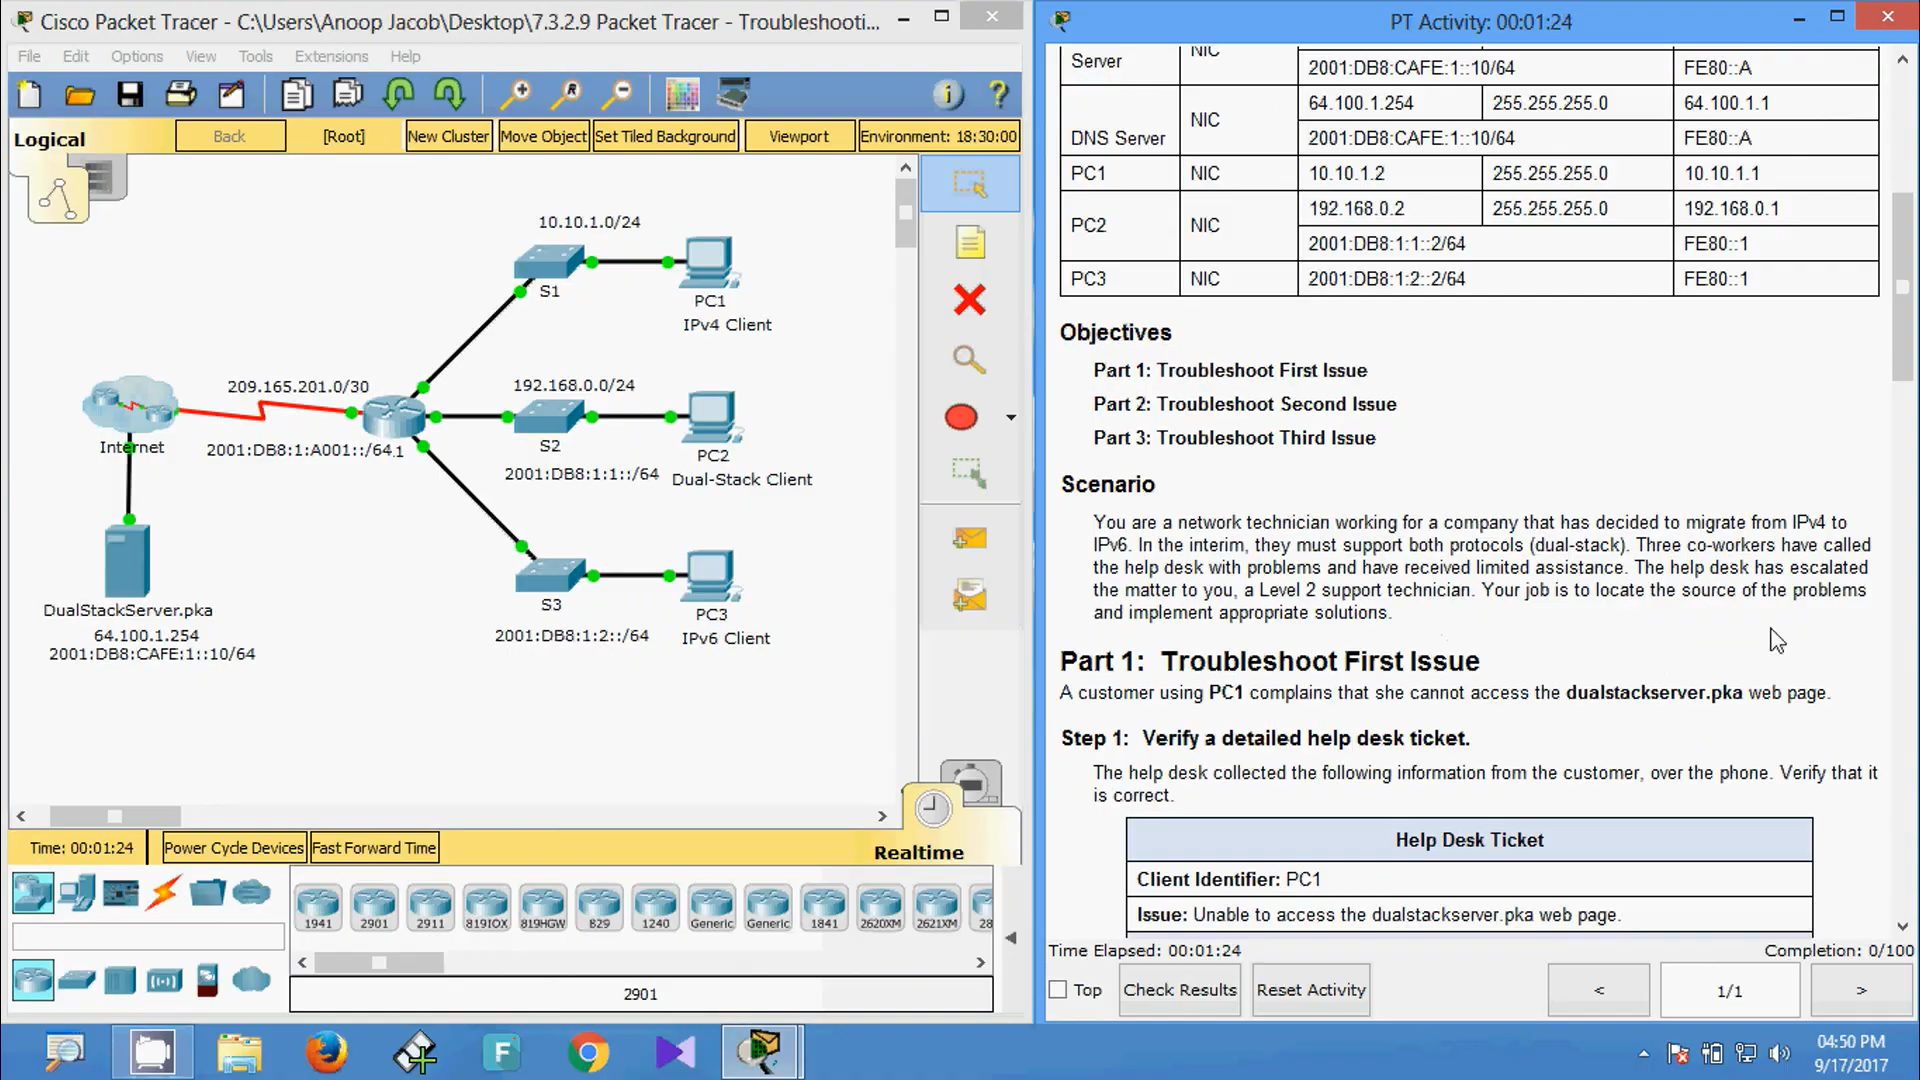 Cisco Packet Tracer - C:\Users\Anoop Jacob\Desktop\7.3.2.9 Packet Tracer - Troubleshooti...
File Edit Options View Tools Extensions Help
Logical Back [Root] New Cluster Move Object Set Tiled Background Viewport Environment: 18:30:00
10.10.1.0/24
S1
PC1
IPv4 Client
209.165.201.0/30
192.168.0.0/24
Internet
2001:DB8:1:A001::/64.1
S2
2001:DB8:1:1::/64
PC2
Dual-Stack Client
DualStackServer.pka
64.100.1.254
2001:DB8:CAFE:1::10/64
S3
2001:DB8:1:2::/64
PC3
IPv6 Client
Time: 00:01:24 Power Cycle Devices Fast Forward Time Realtime
1941 2901 2911 819IOX 819HGW 829 1240 Generic Generic 1841 2620XM 2621XM 28
2901
PT Activity: 00:01:24
Server NIC 2001:DB8:CAFE:1::10/64 FE80::A
DNS Server NIC 64.100.1.254 255.255.255.0 64.100.1.1
2001:DB8:CAFE:1::10/64 FE80::A
PC1 NIC 10.10.1.2 255.255.255.0 10.10.1.1
PC2 NIC 192.168.0.2 255.255.255.0 192.168.0.1
2001:DB8:1:1::2/64 FE80::1
PC3 NIC 2001:DB8:1:2::2/64 FE80::1
Objectives
Part 1: Troubleshoot First Issue
Part 2: Troubleshoot Second Issue
Part 3: Troubleshoot Third Issue
Scenario
You are a network technician working for a company that has decided to migrate from IPv4 to
IPv6. In the interim, they must support both protocols (dual-stack). Three co-workers have called
the help desk with problems and have received limited assistance. The help desk has escalated
the matter to you, a Level 2 support technician. Your job is to locate the source of the problems
and implement appropriate solutions.
Part 1: Troubleshoot First Issue
A customer using PC1 complains that she cannot access the dualstackserver.pka web page.
Step 1: Verify a detailed help desk ticket.
The help desk collected the following information from the customer, over the phone. Verify that it
is correct.
Help Desk Ticket
Client Identifier: PC1
Issue: Unable to access the dualstackserver.pka web page.
Time Elapsed: 00:01:24 Completion: 0/100
Top Check Results Reset Activity < 1/1 >
04:50 PM
9/17/2017